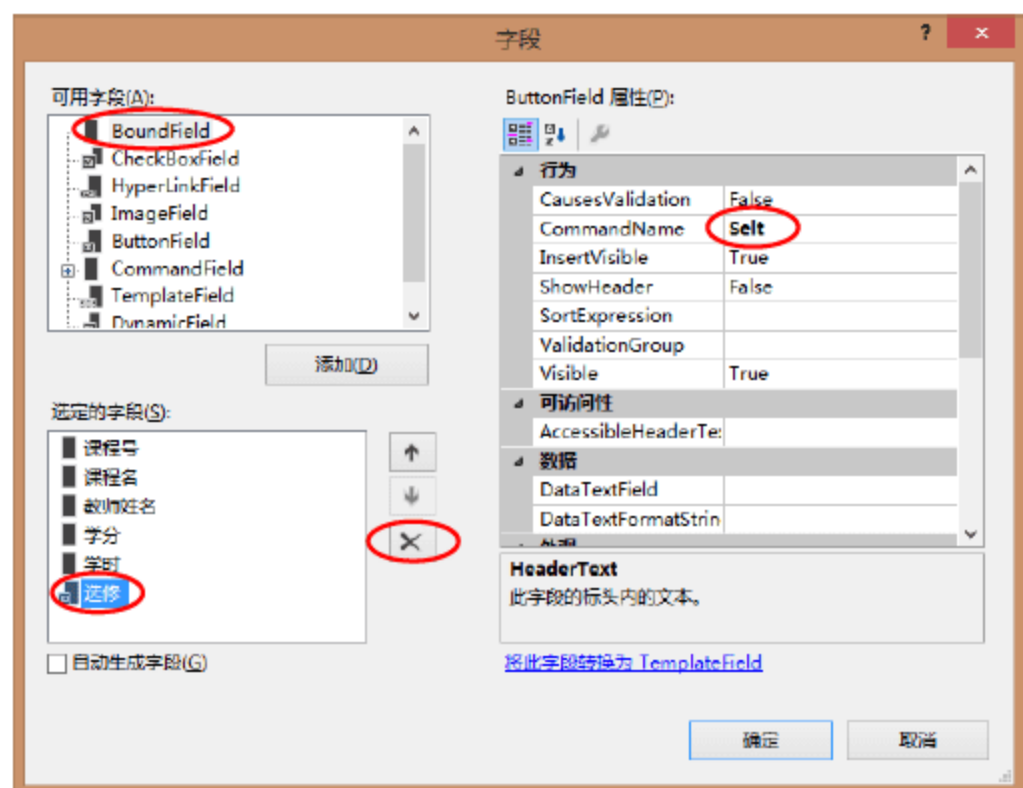 字段
?
可用字段(A):
BoundField
CheckBoxField
HyperLinkField
ImageField
ButtonField
CommandField
TemplateField
DynamicField
添加(D)
选定的字段(S):
课程号
课程名
教师姓名
学分
学时
选修
自动生成字段(G)
ButtonField 属性(P):
行为
CausesValidation False
CommandName Selt
InsertVisible True
ShowHeader False
SortExpression
ValidationGroup
Visible True
可访问性
AccessibleHeaderTe
数据
DataTextField
DataTextFormatStrin
外观
HeaderText
此字段的标头内的文本。
将此字段转换为 TemplateField
确定
取消